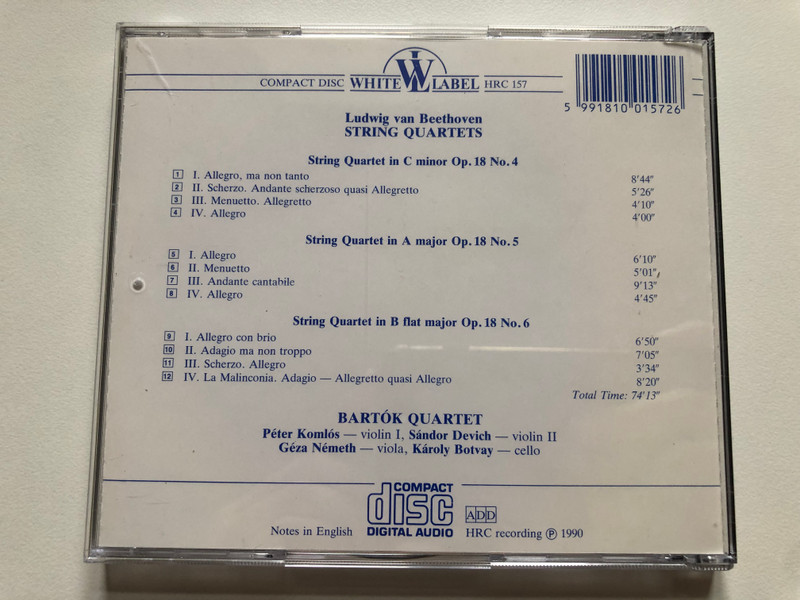 COMPACT DISC WHITE WL LABEL HRC 157
5 991810 015726
Ludwig van Beethoven
STRING QUARTETS
String Quartet in C minor Op. 18 No. 4
1 I. Allegro, ma non tanto 8'44"
2 II. Scherzo. Andante scherzoso quasi Allegretto 5'26"
3 III. Menuetto. Allegretto 4'10"
4 IV. Allegro 4'00"
String Quartet in A major Op. 18 No. 5
5 I. Allegro 6'10"
6 II. Menuetto 5'01"
7 III. Andante cantabile 9'13"
8 IV. Allegro 4'45"
String Quartet in B flat major Op. 18 No. 6
9 I. Allegro con brio 6'50"
10 II. Adagio ma non troppo 7'05"
11 III. Scherzo. Allegro 3'34"
12 IV. La Malinconia. Adagio — Allegretto quasi Allegro 8'20"
Total Time: 74'13"
BARTÓK QUARTET
Péter Komlós — violin I, Sándor Devich — violin II
Géza Németh — viola, Károly Botvay — cello
COMPACT
disc
DIGITAL AUDIO
ADD
Notes in English
HRC recording Ⓟ 1990